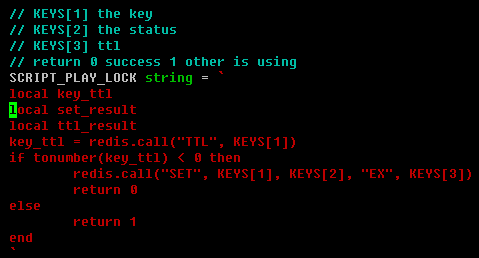 // KEYS[1] the key
// KEYS[2] the status
// KEYS[3] ttl
// return 0 success 1 other is using
SCRIPT_PLAY_LOCK string = `
local key_ttl
local set_result
local ttl_result
key_ttl = redis.call("TTL", KEYS[1])
if tonumber(key_ttl) < 0 then
        redis.call("SET", KEYS[1], KEYS[2], "EX", KEYS[3])
        return 0
else
        return 1
end
`